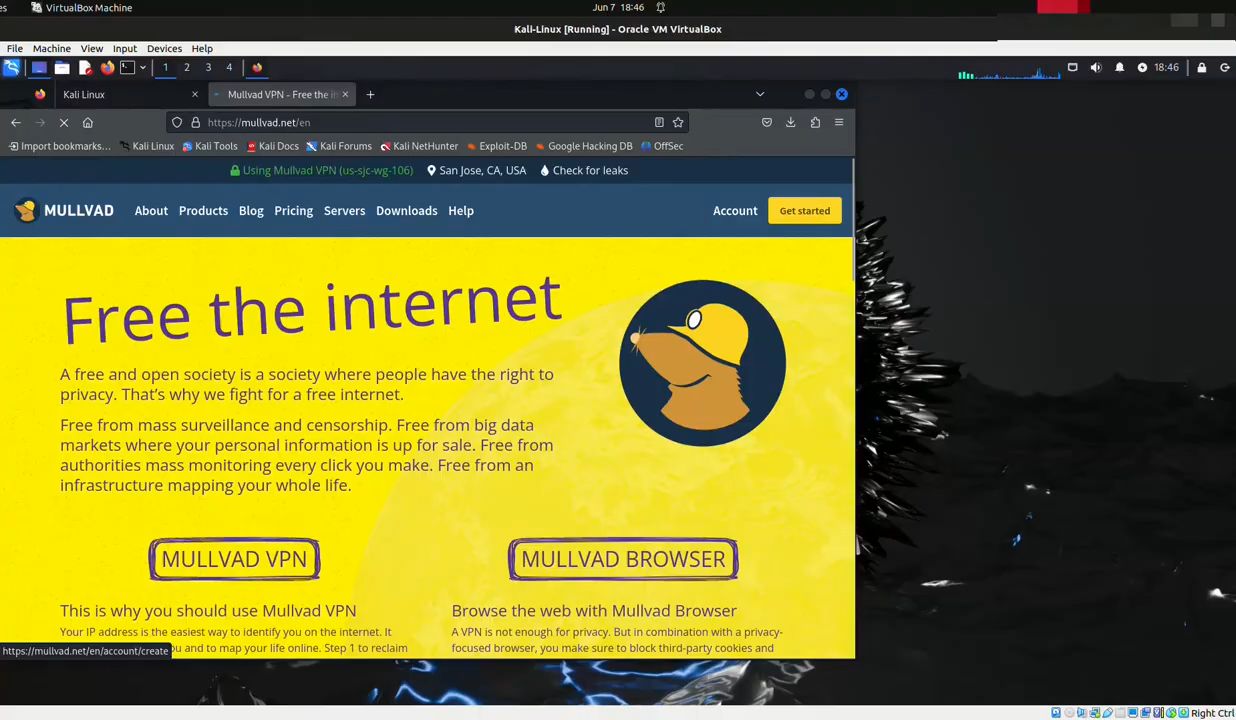 es VirtualBox Machine Jun 7 18:46
Kali-Linux [Running] - Oracle VM VirtualBox
File Machine View Input Devices Help
1 2 3 4 18:46
Kali Linux × Mullvad VPN - Free the in × +
https://mullvad.net/en
Import bookmarks... Kali Linux Kali Tools Kali Docs Kali Forums Kali NetHunter Exploit-DB Google Hacking DB OffSec
Using Mullvad VPN (us-sjc-wg-106) San Jose, CA, USA Check for leaks
MULLVAD About Products Blog Pricing Servers Downloads Help Account Get started
Free the internet
A free and open society is a society where people have the right to
privacy. That's why we fight for a free internet.
Free from mass surveillance and censorship. Free from big data
markets where your personal information is up for sale. Free from
authorities mass monitoring every click you make. Free from an
infrastructure mapping your whole life.
MULLVAD VPN MULLVAD BROWSER
This is why you should use Mullvad VPN Browse the web with Mullvad Browser
Your IP address is the easiest way to identify you on the internet. It A VPN is not enough for privacy. But in combination with a privacy-
you and to map your life online. Step 1 to reclaim focused browser, you make sure to block third-party cookies and
https://mullvad.net/en/account/create
Right Ctrl